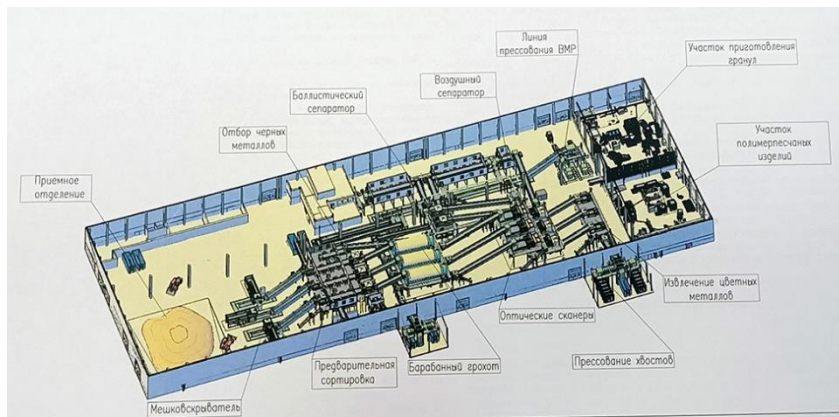 Линия
прессования ВМР
Участок приготовления
гранул
Воздушный
сепаратор
Баллистический
сепаратор
Участок
полимерпесчаных
изделий
Отбор черных
металлов
Приемное
отделение
Извлечение цветных
металлов
Оптические сканеры
Прессование хвостов
Предварительная
сортировка
Барабанный грохот
Мешковскрыватель